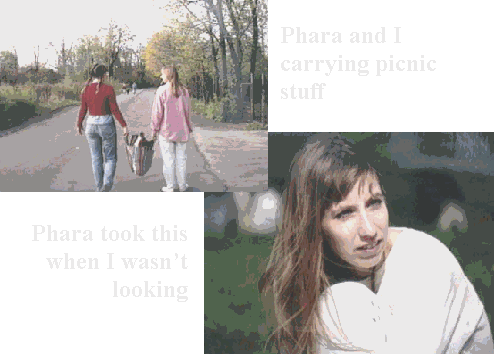 Phara and I
carrying picnic
stuff
Phara took this
when I wasn't
looking